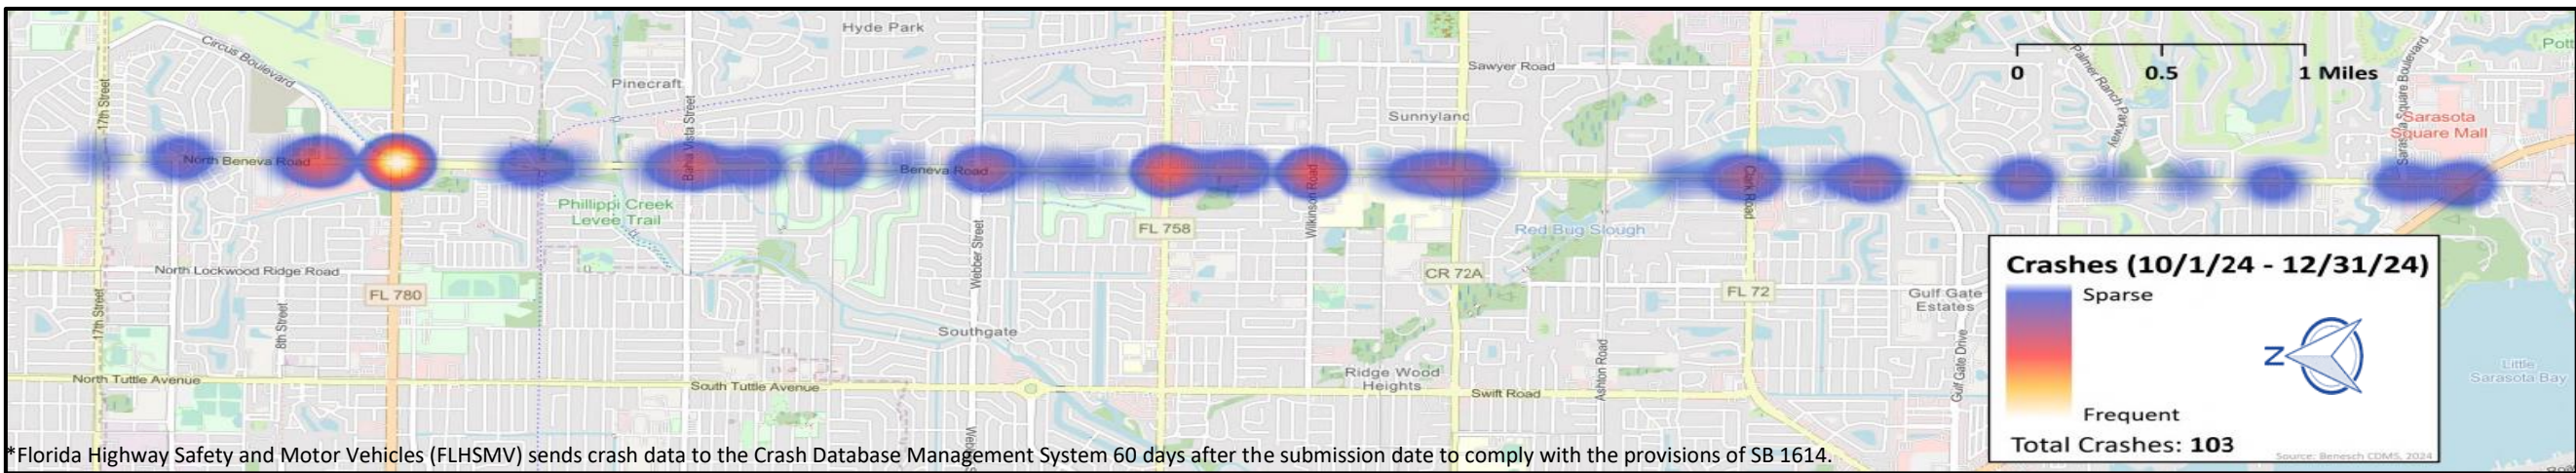 Hyde Park
Circus Boulevard
Sawyer Road
Palmer Ranch Parkway
Sarasota Square Boulevard
Pott
0 0.5 1 Miles
Pinecraft
17th Street
Bahia Vista Street
Sunnyland
Sarasota
Square Mall
North Beneva Road
Beneva Road
Wilkinson Road
Clark Road
Phillippi Creek
Levee Trail
FL 758
Red Bug Slough
Webber Street
North Lockwood Ridge Road
CR 72A
FL 780
FL 72
Gulf Gate
Estates
17th Street
8th Street
Southgate
Ashton Road
Gulf Gate Drive
Ridge Wood
Heights
North Tuttle Avenue
South Tuttle Avenue
Swift Road
Little
Sarasota Bay
Crashes (10/1/24 - 12/31/24)
Sparse
Z
Frequent
Total Crashes: 103
Source: Benesch CDMS, 2024
*Florida Highway Safety and Motor Vehicles (FLHSMV) sends crash data to the Crash Database Management System 60 days after the submission date to comply with the provisions of SB 1614.